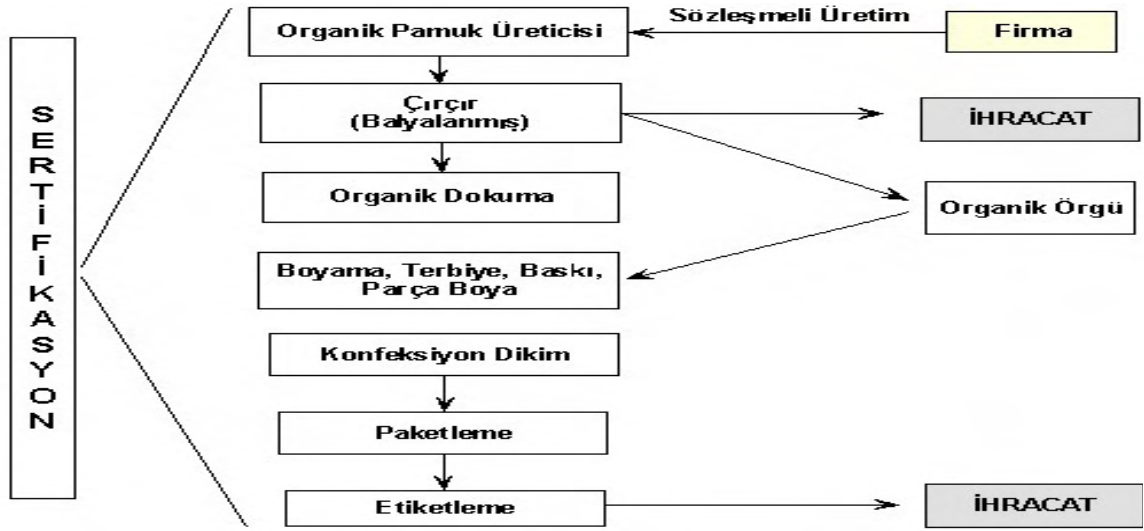 SERTİFİKASYON
Organik Pamuk Üreticisi
Sözleşmeli Üretim
Firma
Çırçır
(Balyalanmış)
İHRACAT
Organik Dokuma
Organik Örgü
Boyama, Terbiye, Baskı,
Parça Boya
Konfeksiyon Dikim
Paketleme
Etiketleme
İHRACAT